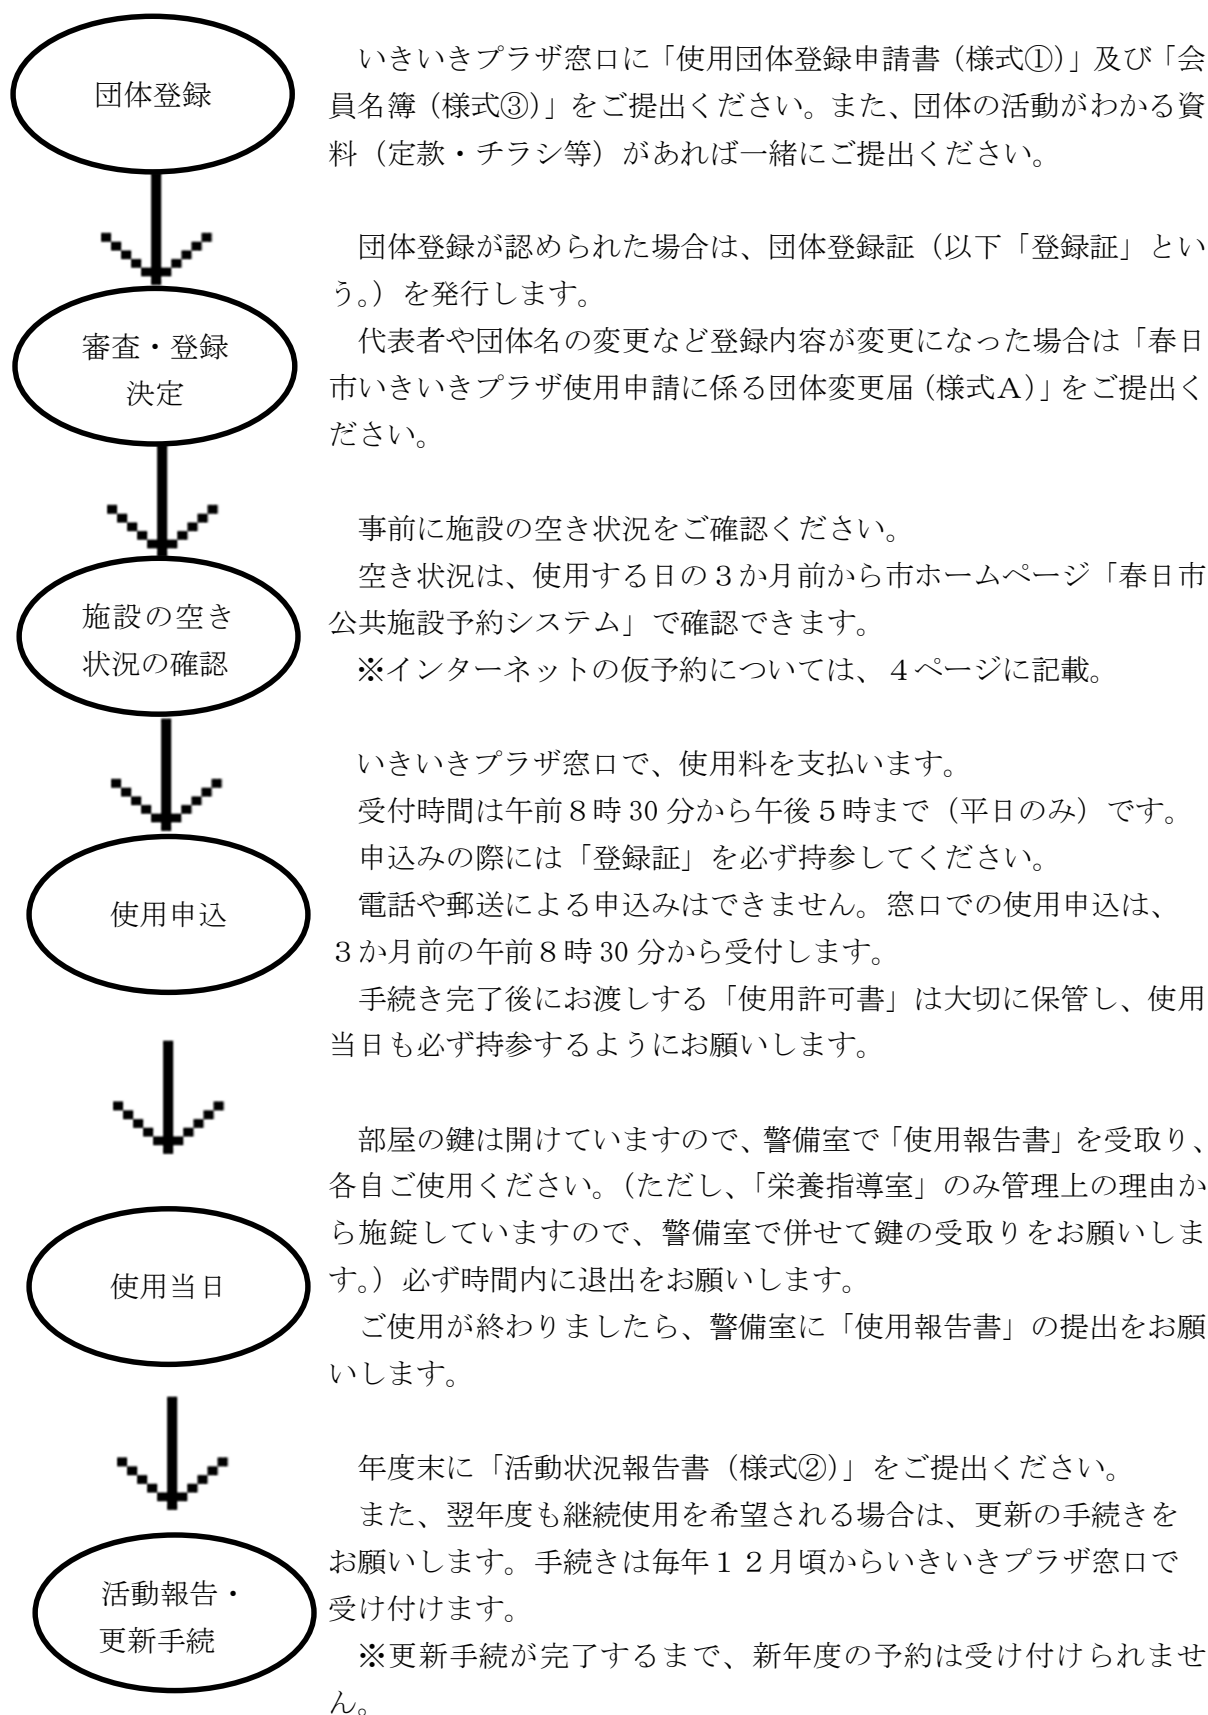 団体登録
いきいきプラザ窓口に「使用団体登録申請書（様式①）」及び「会
員名簿（様式③）」をご提出ください。また、団体の活動がわかる資
料（定款・チラシ等）があれば一緒にご提出ください。
審査・登録
決定
団体登録が認められた場合は、団体登録証（以下「登録証」とい
う。）を発行します。
代表者や団体名の変更など登録内容が変更になった場合は「春日
市いきいきプラザ使用申請に係る団体変更届（様式Ａ）」をご提出く
ださい。
施設の空き
状況の確認
事前に施設の空き状況をご確認ください。
空き状況は、使用する日の３か月前から市ホームページ「春日市
公共施設予約システム」で確認できます。
※インターネットの仮予約については、４ページに記載。
使用申込
いきいきプラザ窓口で、使用料を支払います。
受付時間は午前８時 30 分から午後５時まで（平日のみ）です。
申込みの際には「登録証」を必ず持参してください。
電話や郵送による申込みはできません。窓口での使用申込は、
３か月前の午前８時 30 分から受付します。
手続き完了後にお渡しする「使用許可書」は大切に保管し、使用
当日も必ず持参するようにお願いします。
使用当日
部屋の鍵は開けていますので、警備室で「使用報告書」を受取り、
各自ご使用ください。（ただし、「栄養指導室」のみ管理上の理由か
ら施錠していますので、警備室で併せて鍵の受取りをお願いしま
す。）必ず時間内に退出をお願いします。
ご使用が終わりましたら、警備室に「使用報告書」の提出をお願
いします。
活動報告・
更新手続
年度末に「活動状況報告書（様式②）」をご提出ください。
また、翌年度も継続使用を希望される場合は、更新の手続きを
お願いします。手続きは毎年１２月頃からいきいきプラザ窓口で
受け付けます。
※更新手続が完了するまで、新年度の予約は受け付けられませ
ん。